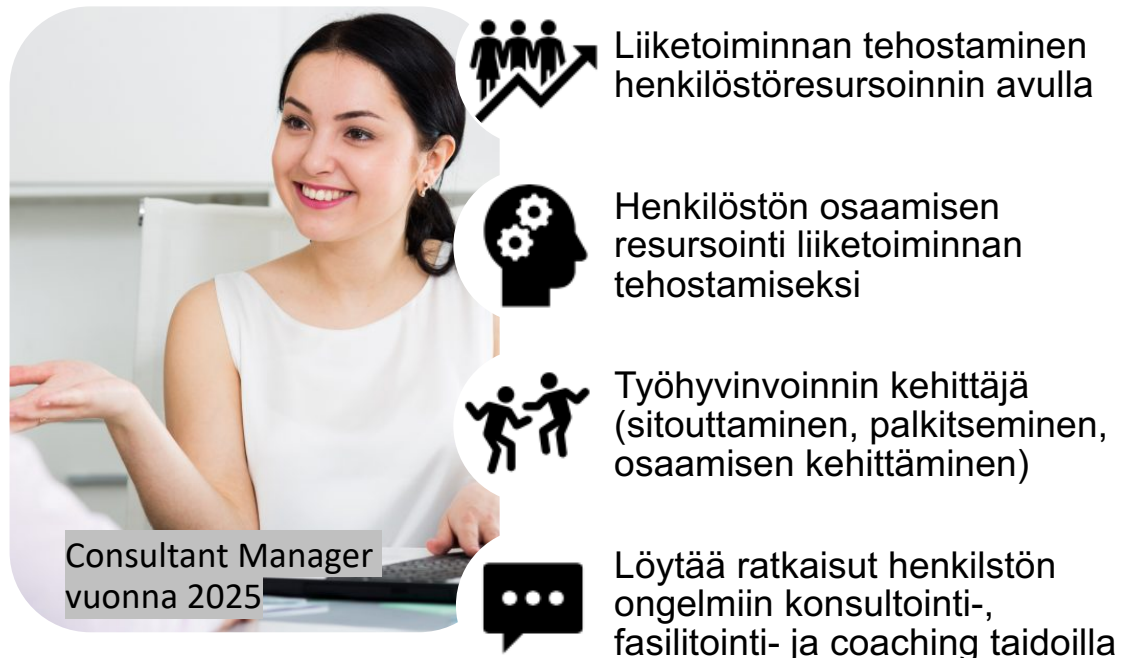 Liiketoiminnan tehostaminen
henkilöstöresursoinnin avulla
Henkilöstön osaamisen
resursointi liiketoiminnan
tehostamiseksi
Työhyvinvoinnin kehittäjä
(sitouttaminen, palkitseminen,
osaamisen kehittäminen)
Consultant Manager
vuonna 2025
Löytää ratkaisut henkilstön
ongelmiin konsultointi-,
fasilitointi- ja coaching taidoilla